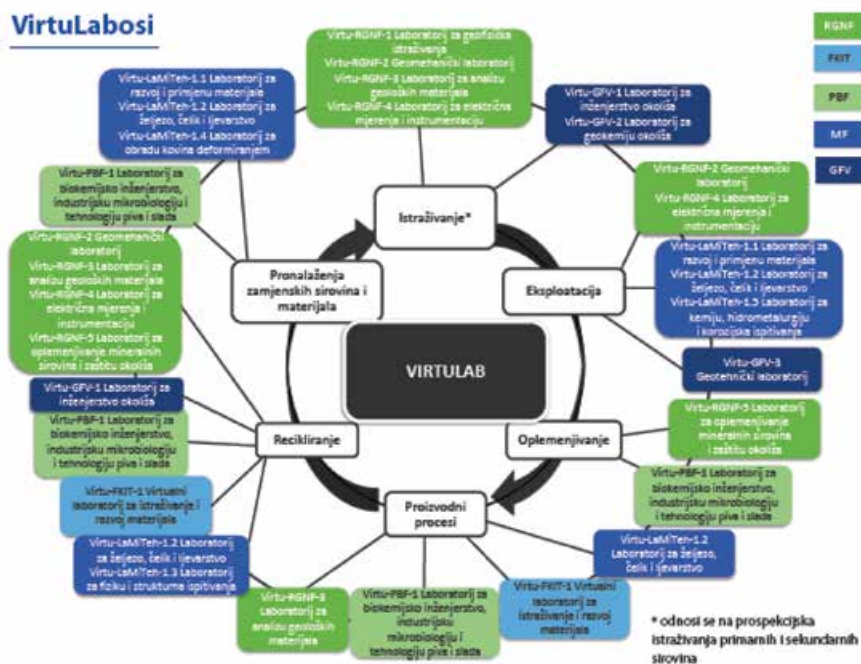 VirtuLabosi
RGNF
FKIT
PBF
MF
GFV
Virtu-RGNF-1 Laboratorij za geofizička
istraživanja
Virtu-RGNF-2 Geomehanički laboratorij
Virtu-RGNF-3 Laboratorij za analizu
geoloških materijala
Virtu-RGNF-4 Laboratorij za električna
mjerenja i instrumentaciju
Virtu-LaMiTeh-1.1 Laboratorij za
razvoj i primjenu materijala
Virtu-LaMiTeh-1.2 Laboratorij za
željezo, čelik i ljevarstvo
Virtu-LaMiTeh-1.4 Laboratorij za
obradu kovina deformiranjem
Virtu-GFV-1 Laboratorij za
inženjerstvo okoliša
Virtu-GFV-2 Laboratorij za
geokemiju okoliša
Virtu-PBF-1 Laboratorij za
biokemijsko inženjerstvo,
industrijsku mikrobiologiju i
tehnologiju piva i slada
Istraživanje*
Virtu-RGNF-2 Geomehanički
laboratorij
Virtu-RGNF-4 Laboratorij za
električna mjerenja i
instrumentaciju
Virtu-RGNF-2 Geomehanički
laboratorij
Virtu-RGNF-3 Laboratorij za
analizu geoloških materijala
Virtu-RGNF-4 Laboratorij za
električna mjerenja i
instrumentaciju
Virtu-RGNF-5 Laboratorij za
oplemenjivanje mineralnih
sirovina i zaštitu okoliša
Pronalaženja
zamjenskih sirovina i
materijala
Eksploatacija
Virtu-LaMiTeh-1.1 Laboratorij za
razvoj i primjenu materijala
Virtu-LaMiTeh-1.2 Laboratorij za
željezo, čelik i ljevarstvo
Virtu-LaMiTeh-1.5 Laboratorij za
kemiju, hidrometalurgiju
i korozijska ispitivanja
VIRTULAB
Virtu-GFV-3
Geotehnički laboratorij
Virtu-GFV-1 Laboratorij za
inženjerstvo okoliša
Virtu-RGNF-5 Laboratorij
za oplemenjivanje
mineralnih sirovina
i zaštitu okoliša
Virtu-PBF-1 Laboratorij za
biokemijsko inženjerstvo,
industrijsku mikrobiologiju
i tehnologiju piva i slada
Recikliranje
Oplemenjivanje
Virtu-PBF-1 Laboratorij za
biokemijsko inženjerstvo,
industrijsku mikrobiologiju
i tehnologiju piva i slada
Virtu-FKIT-1 Virtualni
laboratorij za istraživanje i
razvoj materijala
Proizvodni
procesi
Virtu-LaMiTeh-1.2
Laboratorij za željezo,
čelik i ljevarstvo
Virtu-LaMiTeh-1.2 Laboratorij
za željezo, čelik i ljevarstvo
Virtu-LaMiTeh-1.3 Laboratorij
za fiziku i strukturna ispitivanja
Virtu-RGNF-3
Laboratorij za
analizu geoloških
materijala
Virtu-PBF-1 Laboratorij za
biokemijsko inženjerstvo,
industrijsku
mikrobiologiju i
tehnologiju piva i slada
Virtu-FKIT-1 Virtualni
laboratorij za
istraživanje i razvoj
materijala
* odnosi se na prospekcijska
istraživanja primarnih i sekundarnih
sirovina